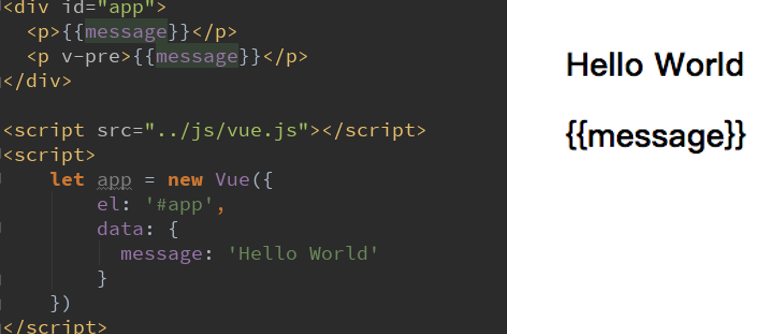 <div id="app">
  <p>{{message}}</p>
  <p v-pre>{{message}}</p>
</div>
<script src="../js/vue.js"></script>
<script>
    let app = new Vue({
        el: '#app',
        data: {
          message: 'Hello World'
        }
    })
</script>
Hello World
{{message}}